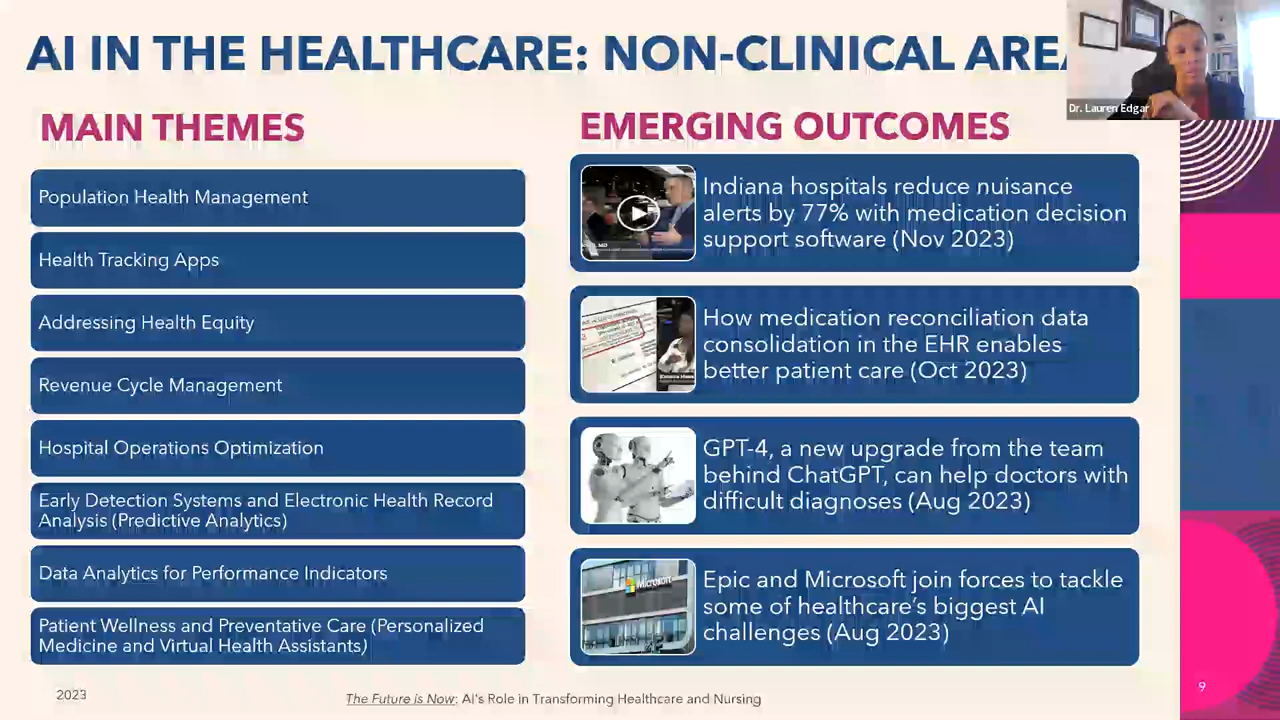 AI IN THE HEALTHCARE: NON-CLINICAL AREA
Dr. Lauren Edgar
MAIN THEMES
Population Health Management
Health Tracking Apps
Addressing Health Equity
Revenue Cycle Management
Hospital Operations Optimization
Early Detection Systems and Electronic Health Record
Analysis (Predictive Analytics)
Data Analytics for Performance Indicators
Patient Wellness and Preventative Care (Personalized
Medicine and Virtual Health Assistants)
EMERGING OUTCOMES
Indiana hospitals reduce nuisance
alerts by 77% with medication decision
support software (Nov 2023)
How medication reconciliation data
consolidation in the EHR enables
better patient care (Oct 2023)
GPT-4, a new upgrade from the team
behind ChatGPT, can help doctors with
difficult diagnoses (Aug 2023)
Microsoft
Epic and Microsoft join forces to tackle
some of healthcare's biggest AI
challenges (Aug 2023)
2023
The Future is Now: AI's Role in Transforming Healthcare and Nursing
9